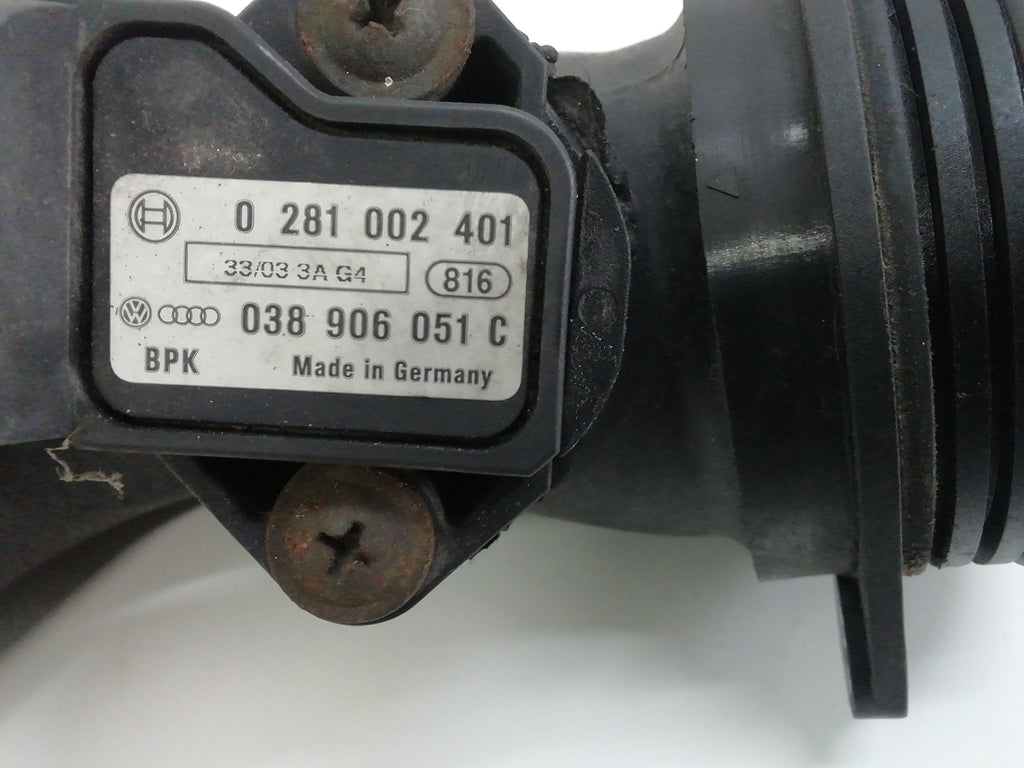 0 281 002 401
33/03 3A G4
816
038 906 051 C
BPK Made in Germany